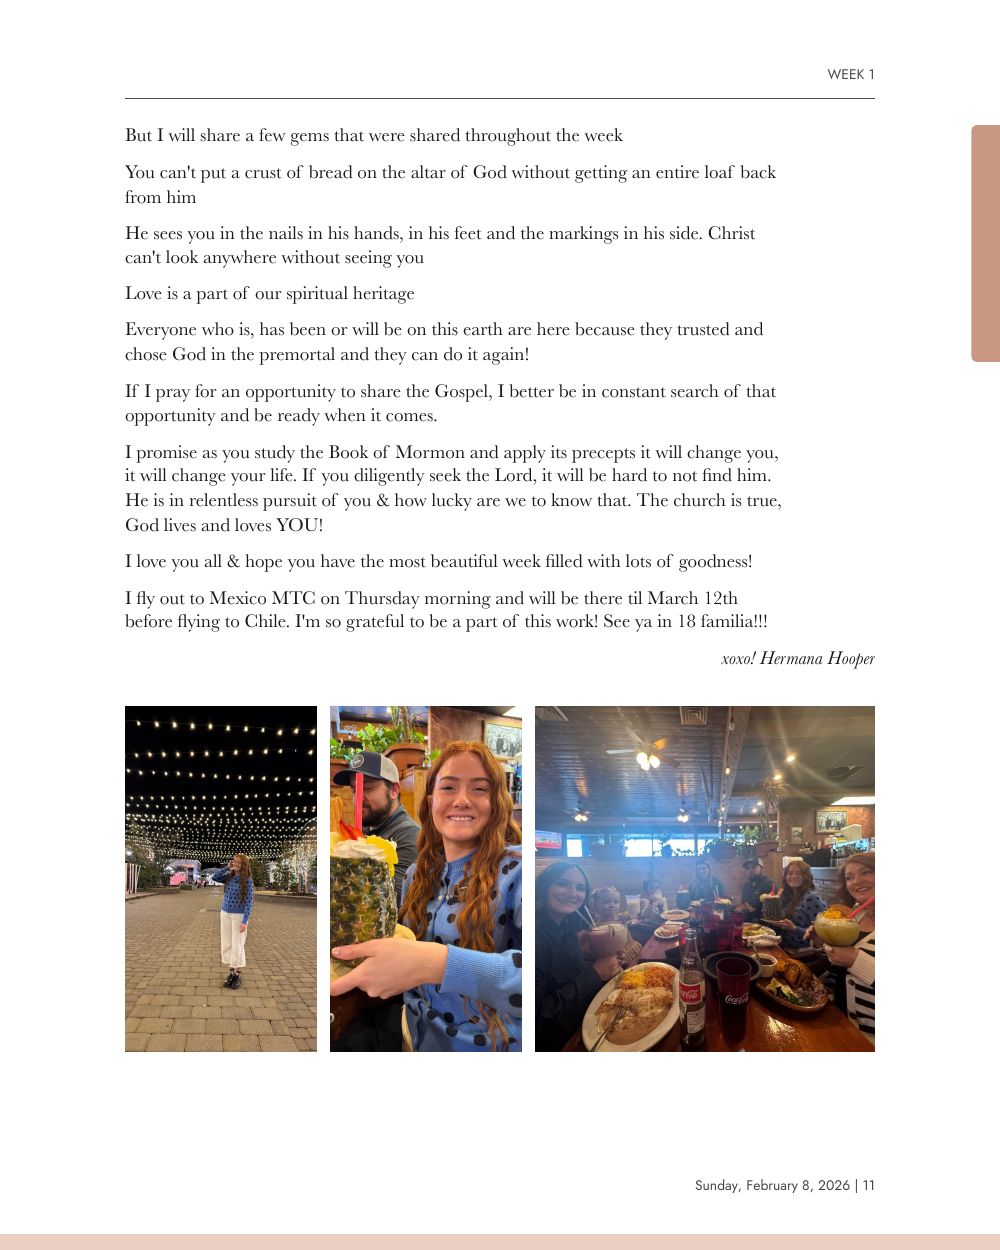 WEEK 1
But I will share a few gems that were shared throughout the week
You can't put a crust of bread on the altar of God without getting an entire loaf back
from him
He sees you in the nails in his hands, in his feet and the markings in his side. Christ
can't look anywhere without seeing you
Love is a part of our spiritual heritage
Everyone who is, has been or will be on this earth are here because they trusted and
chose God in the premortal and they can do it again!
If I pray for an opportunity to share the Gospel, I better be in constant search of that
opportunity and be ready when it comes.
I promise as you study the Book of Mormon and apply its precepts it will change you,
it will change your life. If you diligently seek the Lord, it will be hard to not find him.
He is in relentless pursuit of you & how lucky are we to know that. The church is true,
God lives and loves YOU!
I love you all & hope you have the most beautiful week filled with lots of goodness!
I fly out to Mexico MTC on Thursday morning and will be there til March 12th
before flying to Chile. I'm so grateful to be a part of this work! See ya in 18 familia!!!
xoxo! Hermana Hooper
Coca-Cola
Coca-Cola
Sunday, February 8, 2026 | 11